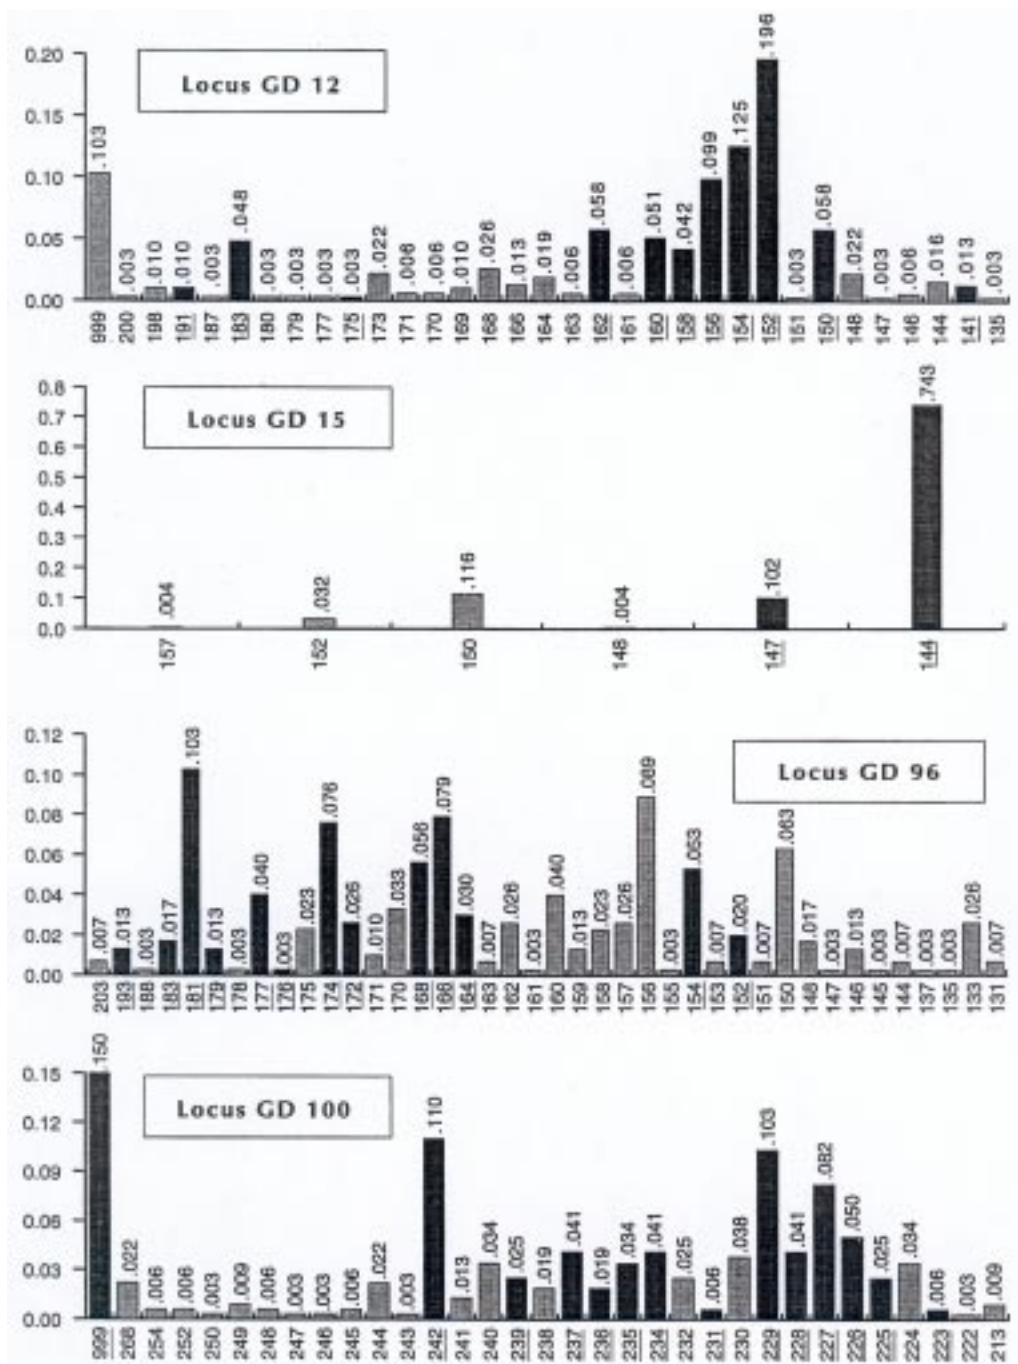 Locus GD 12
0.20
0.15
0.10
0.05
0.00
.103 .003 .010 .010 .003 .048 .003 .003 .003 .003 .022 .006 .006 .010 .026 .013 .019 .006 .058 .006 .051 .042 .099 .125 .196 .003 .058 .022 .003 .006 .016 .013 .003
999 200 198 191 187 183 180 179 177 175 173 171 170 169 168 166 164 163 162 161 160 158 156 154 152 151 150 148 147 146 144 141 135
Locus GD 15
0.8
0.7
0.6
0.5
0.4
0.3
0.2
0.1
0.0
.004 .032 .116 .004 .102 .743
157 152 150 148 147 144
Locus GD 96
0.12
0.10
0.08
0.06
0.04
0.02
0.00
.007 .013 .003 .017 .103 .013 .003 .040 .003 .023 .076 .026 .010 .033 .056 .079 .030 .007 .026 .003 .040 .013 .023 .026 .089 .003 .053 .007 .020 .007 .063 .017 .003 .013 .003 .007 .003 .003 .026 .007
203 193 188 183 181 179 178 177 176 175 174 172 171 170 168 166 164 163 162 161 160 159 158 157 156 155 154 153 152 151 150 148 147 146 145 144 137 135 133 131
Locus GD 100
0.15
0.12
0.09
0.06
0.03
0.00
.150 .022 .006 .006 .003 .009 .006 .003 .003 .006 .022 .003 .110 .013 .034 .025 .019 .041 .019 .034 .041 .025 .006 .038 .103 .041 .082 .050 .025 .034 .006 .003 .009
999 268 254 252 250 249 248 247 246 245 244 243 242 241 240 239 238 237 236 235 234 232 231 230 229 228 227 226 225 224 223 222 213